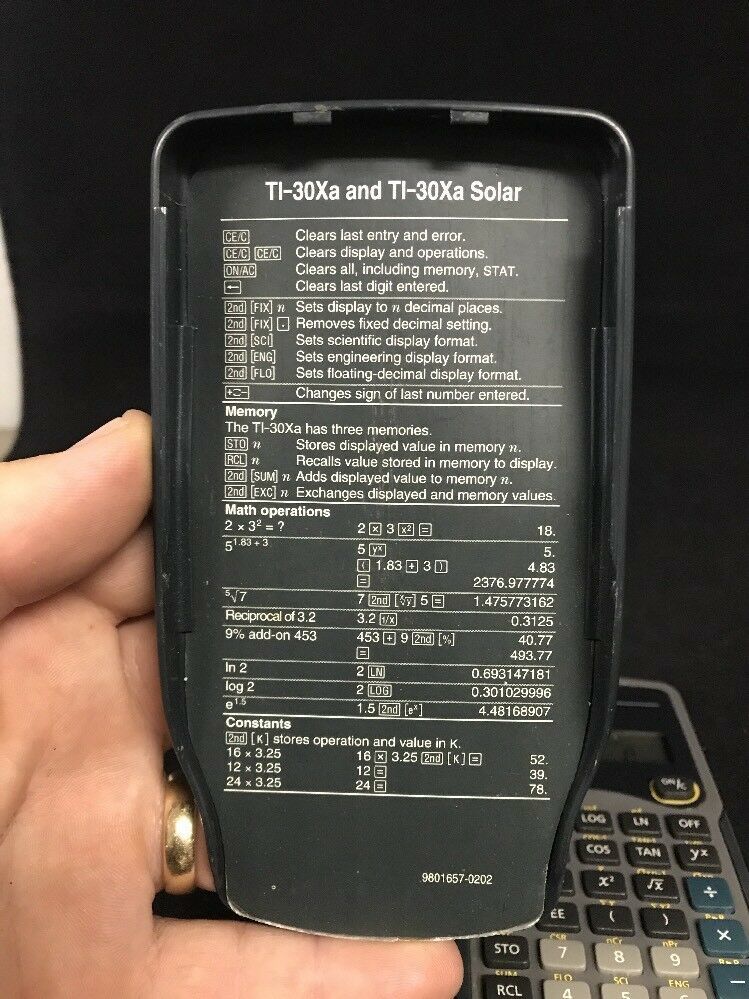 TI-30Xa and TI-30Xa Solar
CE/C Clears last entry and error.
CE/C CE/C Clears display and operations.
ON/AC Clears all, including memory, STAT.
← Clears last digit entered.
2nd [FIX] n Sets display to n decimal places.
2nd [FIX] . Removes fixed decimal setting.
2nd [SCI] Sets scientific display format.
2nd [ENG] Sets engineering display format.
2nd [FLO] Sets floating-decimal display format.
+⇄− Changes sign of last number entered.
Memory
The TI-30Xa has three memories.
STO n Stores displayed value in memory n.
RCL n Recalls value stored in memory to display.
2nd [SUM] n Adds displayed value to memory n.
2nd [EXC] n Exchanges displayed and memory values.
Math operations
2 × 3² = ? 2 × 3 x² = 18.
5^1.83 + 3 5 yˣ 5.
( 1.83 + 3 ) 4.83
= 2376.977774
⁵√7 7 2nd [ˣ√y] 5 = 1.475773162
Reciprocal of 3.2 3.2 1/x 0.3125
9% add-on 453 453 + 9 2nd [%] 40.77
= 493.77
ln 2 2 LN 0.693147181
log 2 2 LOG 0.301029996
e^1.5 1.5 2nd [eˣ] 4.48168907
Constants
2nd [K] stores operation and value in K.
16 × 3.25 16 × 3.25 2nd [K] = 52.
12 × 3.25 12 = 39.
24 × 3.25 24 = 78.
9801657-0202
LOG LN OFF
COS TAN yˣ
x² √x ÷
EE ( ) ×
nCr nPr
STO 7 8 9
SUM FLO SCI ENG
RCL 4 5 6 −